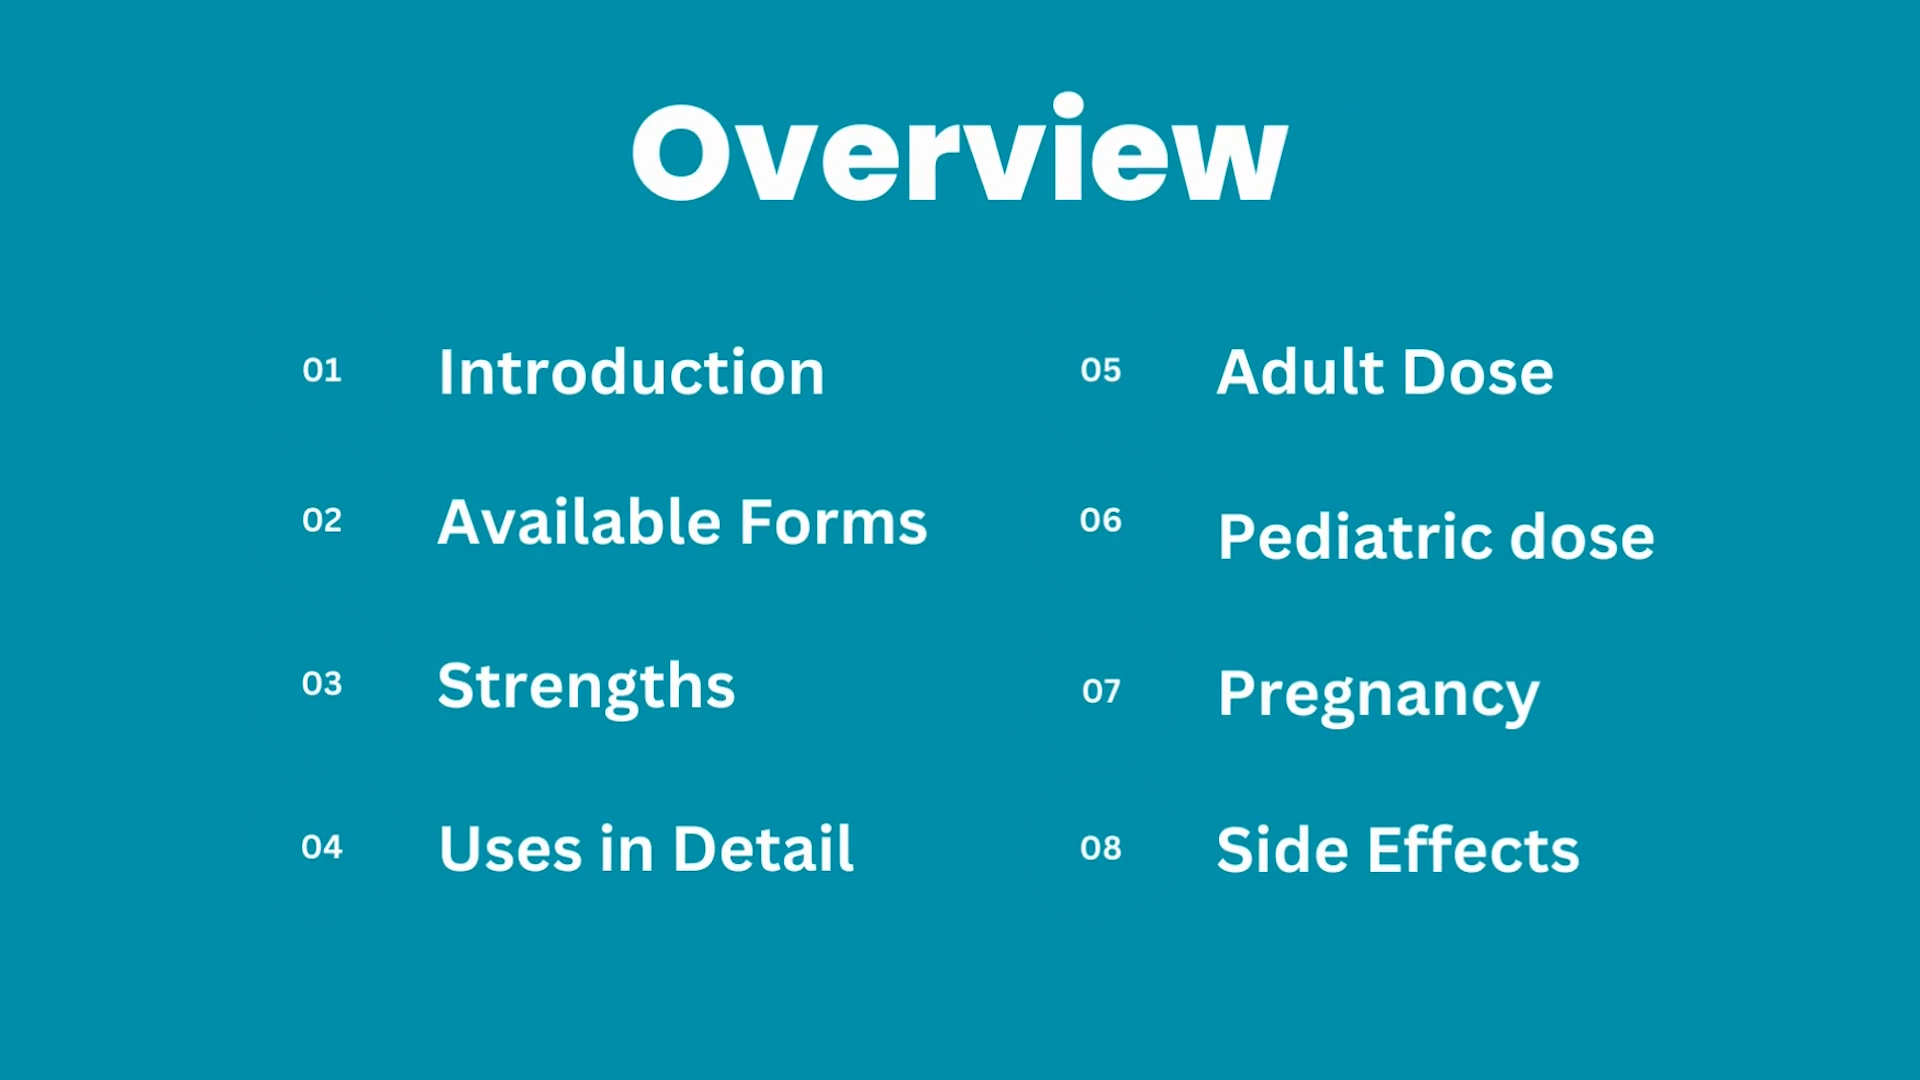 Overview
01 Introduction
02 Available Forms
03 Strengths
04 Uses in Detail
05 Adult Dose
06 Pediatric dose
07 Pregnancy
08 Side Effects